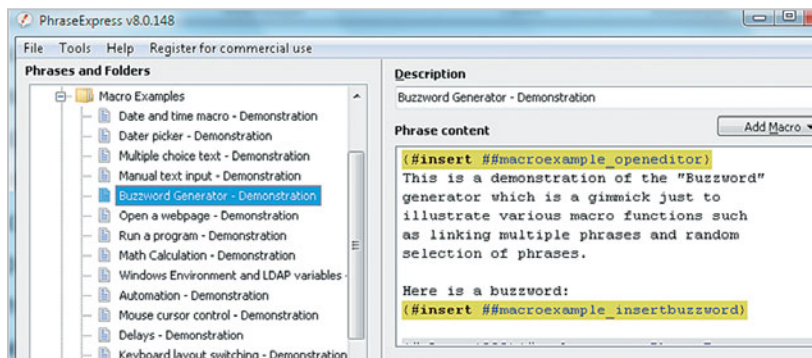 PhraseExpress v8.0.148
File Tools Help Register for commercial use
Phrases and Folders
Macro Examples
Date and time macro - Demonstration
Dater picker - Demonstration
Multiple choice text - Demonstration
Manual text input - Demonstration
Buzzword Generator - Demonstration
Open a webpage - Demonstration
Run a program - Demonstration
Math Calculation - Demonstration
Windows Environment and LDAP variables -
Automation - Demonstration
Mouse cursor control - Demonstration
Delays - Demonstration
Keyboard layout switching - Demonstration
Description
Buzzword Generator - Demonstration
Phrase content
Add Macro
{#insert ##macroexample_openeditor}
This is a demonstration of the "Buzzword"
generator which is a gimmick just to
illustrate various macro functions such
as linking multiple phrases and random
selection of phrases.
Here is a buzzword:
{#insert ##macroexample_insertbuzzword}